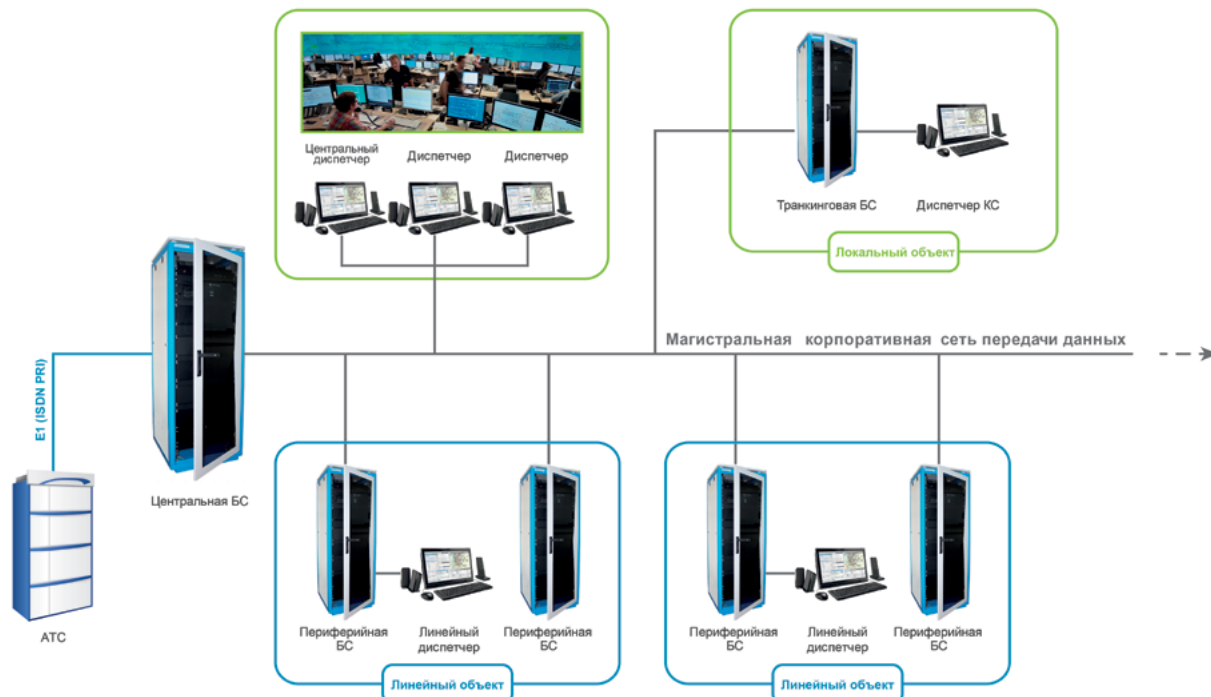 Центральный
диспетчер
Диспетчер
Диспетчер
Транкинговая БС
Диспетчер КС
Локальный объект
Магистральная корпоративная сеть передачи данных
E1 (ISDN PRI)
Центральная БС
АТС
Периферийная
БС
Линейный
диспетчер
Периферийная
БС
Линейный объект
Периферийная
БС
Линейный
диспетчер
Периферийная
БС
Линейный объект